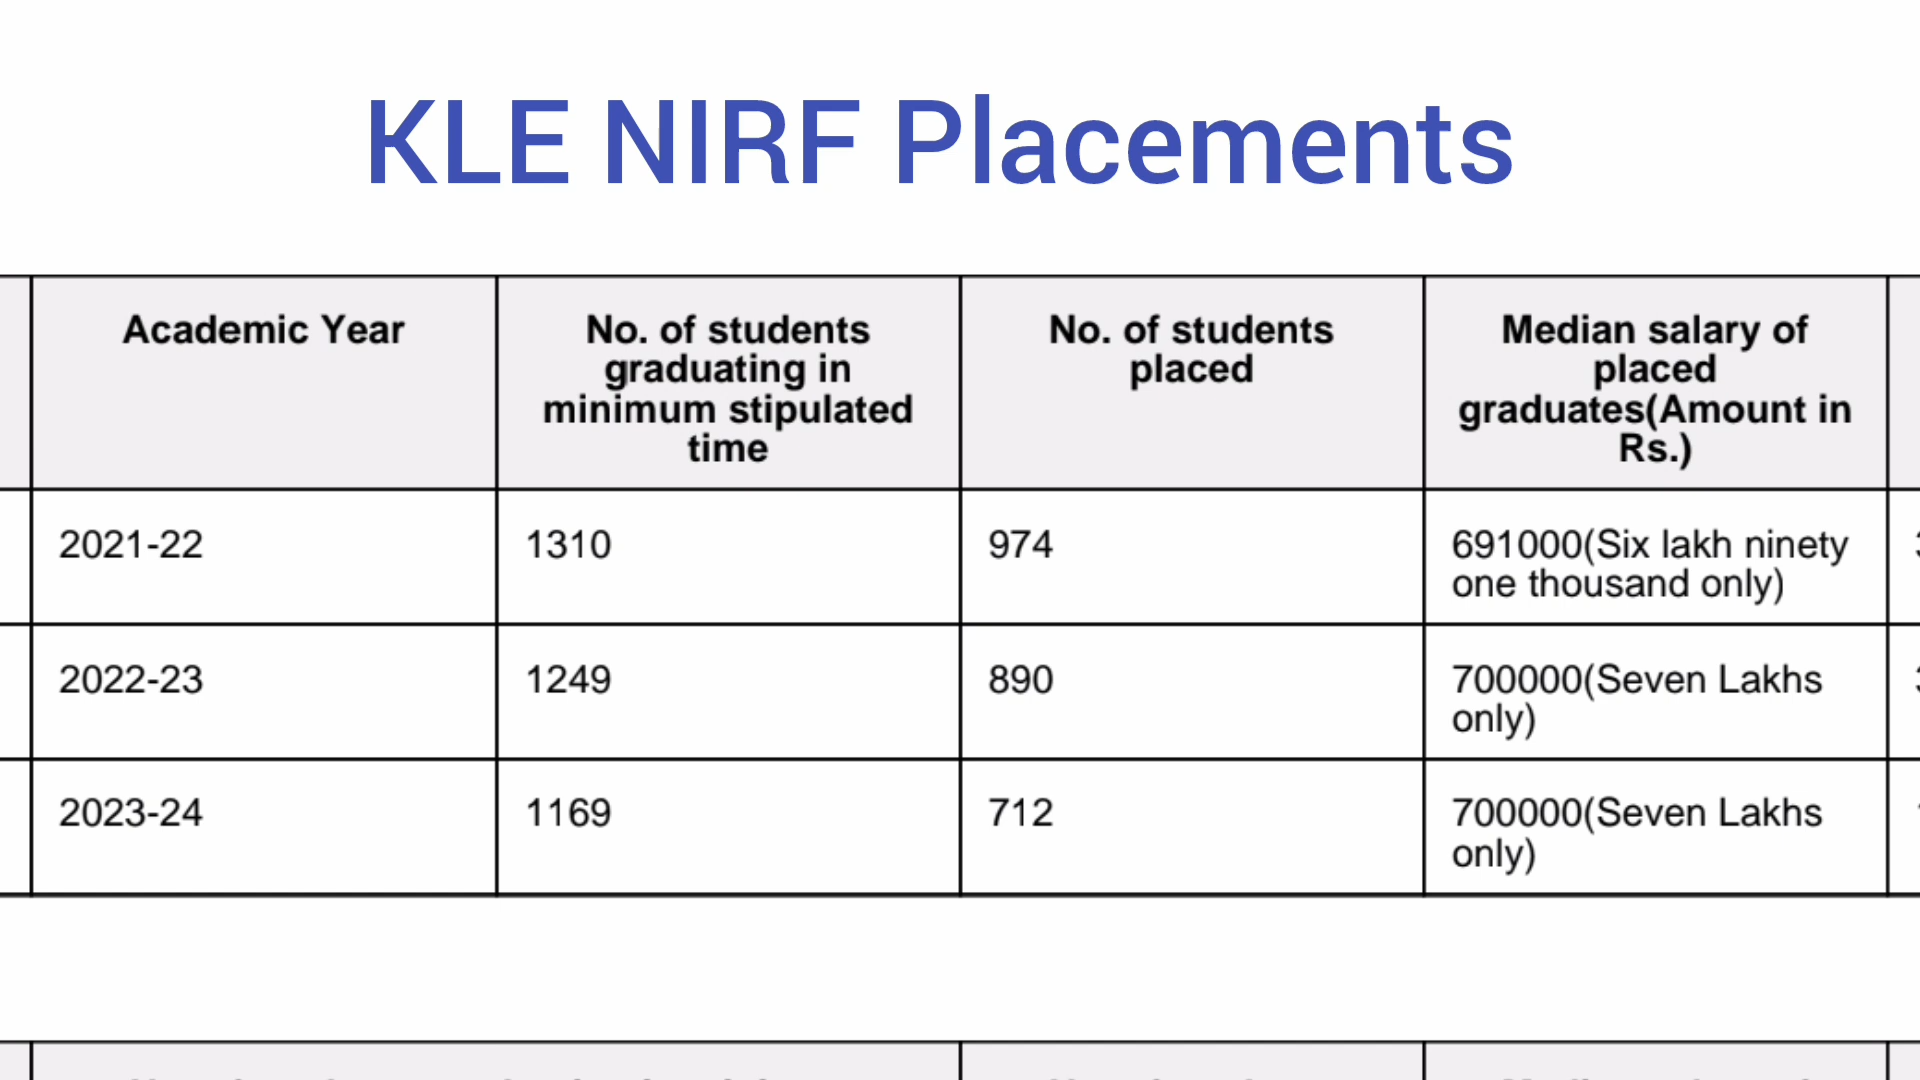 KLE NIRF Placements
Academic Year
No. of students
graduating in
minimum stipulated
time
No. of students
placed
Median salary of
placed
graduates(Amount in
Rs.)
2021-22
1310
974
691000(Six lakh ninety
one thousand only)
2022-23
1249
890
700000(Seven Lakhs
only)
2023-24
1169
712
700000(Seven Lakhs
only)